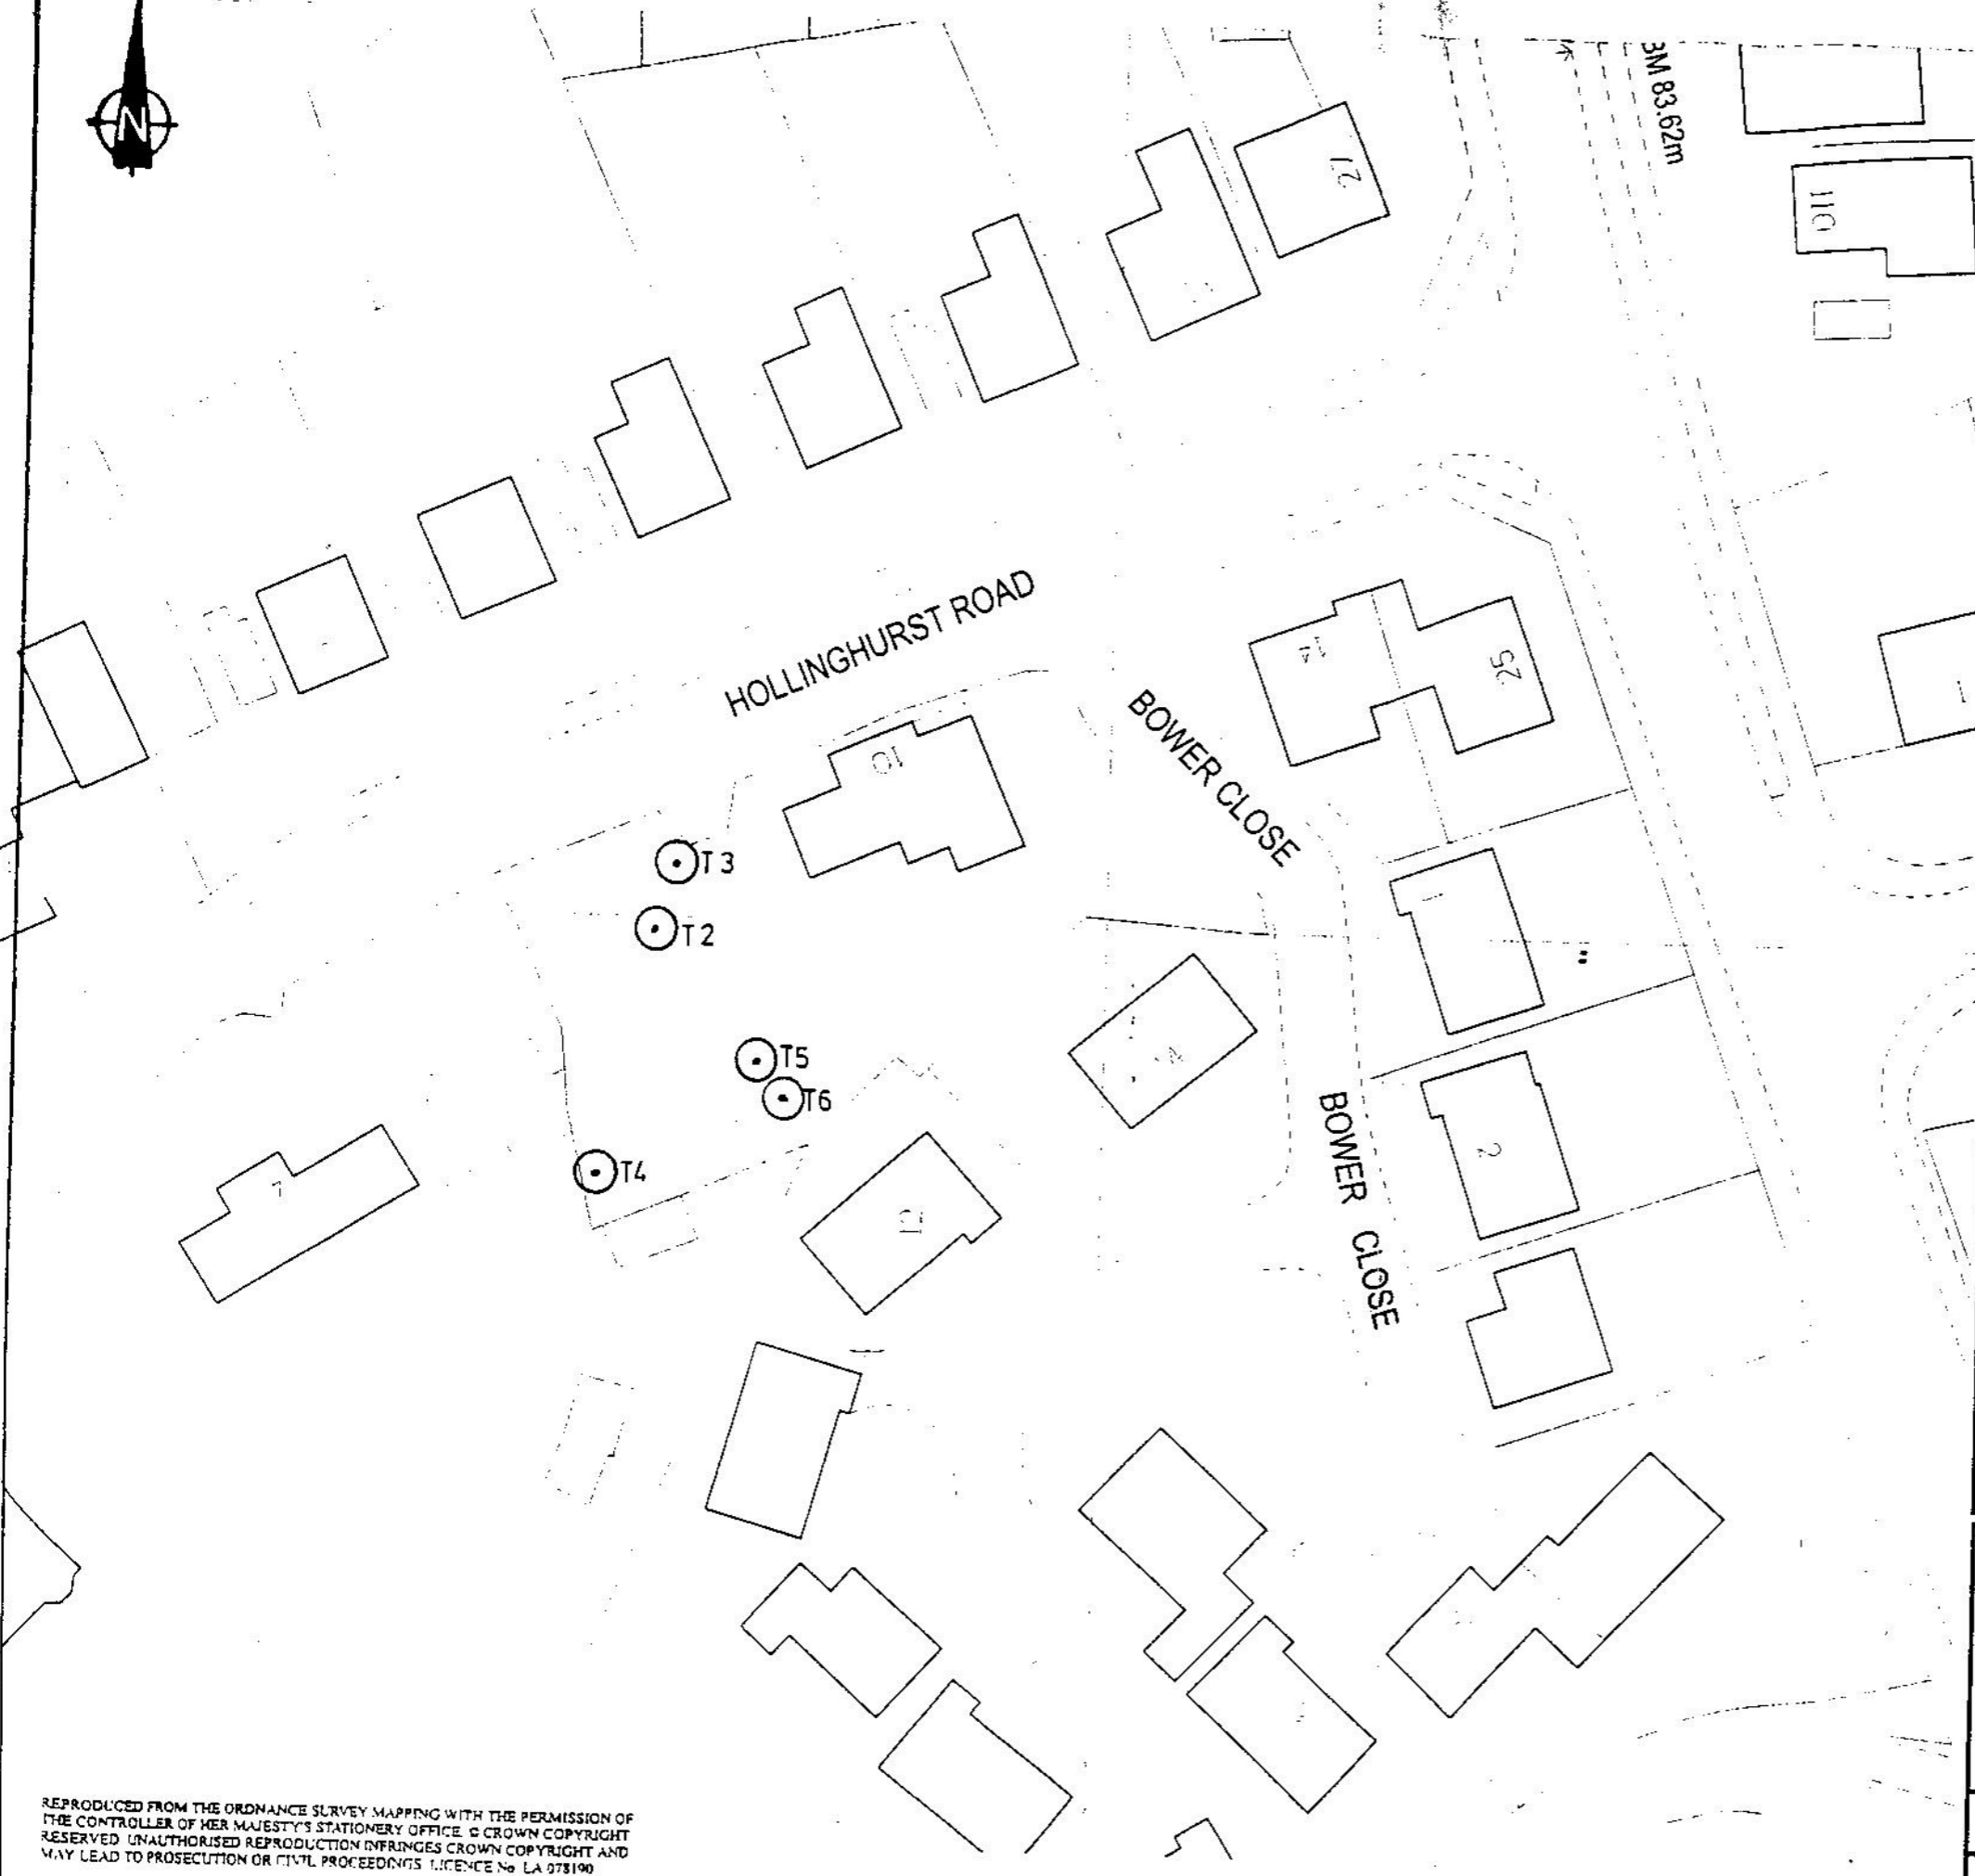 N
BM 83.62m
27
110
HOLLINGHURST ROAD
14
25
10
BOWER CLOSE
T3
T2
1
1
T5
14
T6
BOWER CLOSE
T4
2
7
REPRODUCED FROM THE ORDNANCE SURVEY MAPPING WITH THE PERMISSION OF
THE CONTROLLER OF HER MAJESTY'S STATIONERY OFFICE © CROWN COPYRIGHT
RESERVED UNAUTHORISED REPRODUCTION INFRINGES CROWN COPYRIGHT AND
MAY LEAD TO PROSECUTION OR CIVIL PROCEEDINGS LICENCE No LA 078190